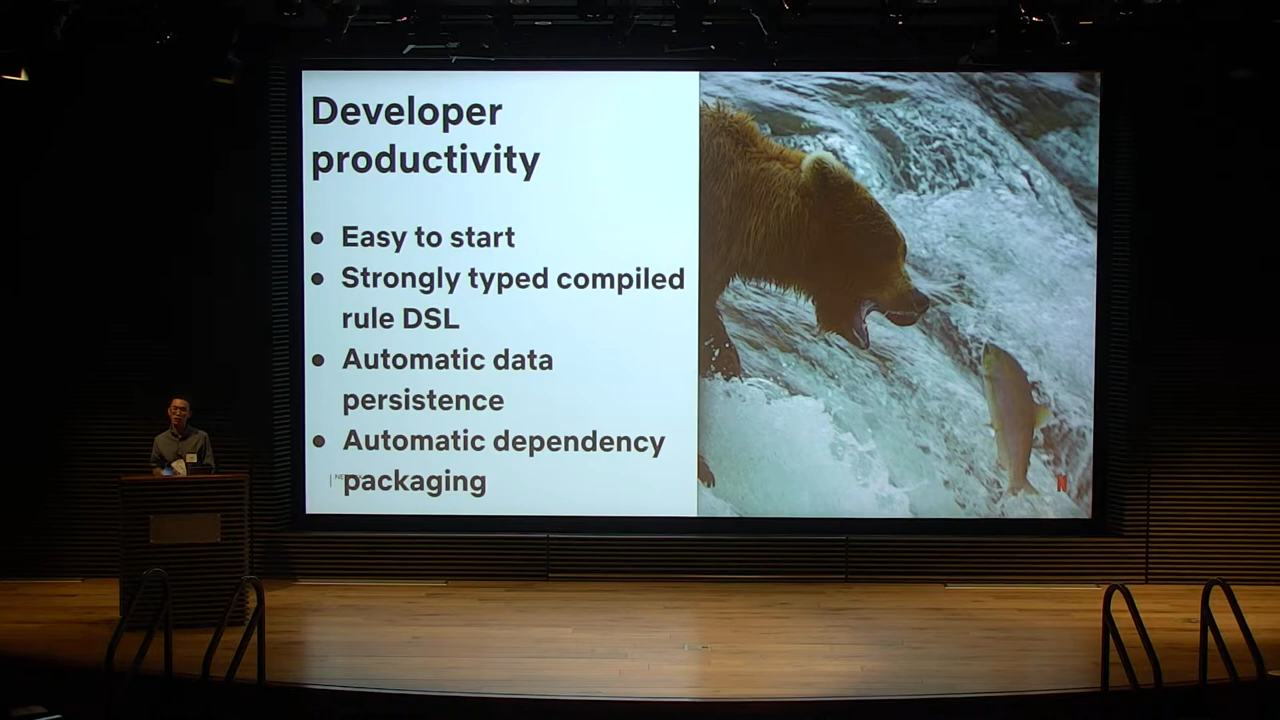 Developer
productivity
● Easy to start
● Strongly typed compiled
rule DSL
● Automatic data
persistence
● Automatic dependency
packaging
N